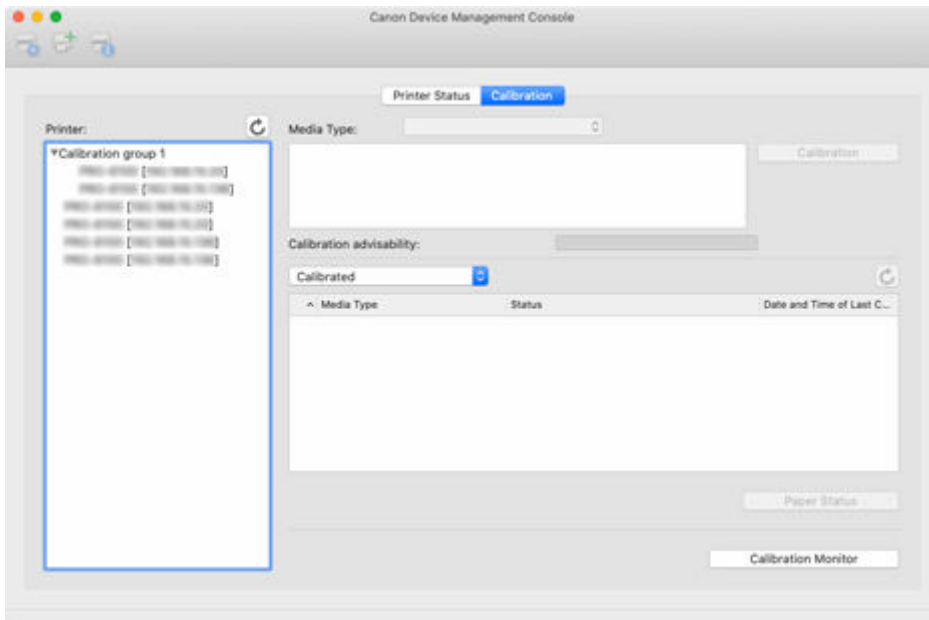 Canon Device Management Console
Printer Status Calibration
Printer:
Media Type:
▼Calibration group 1
Calibration
Calibration advisability:
Calibrated
Media Type Status Date and Time of Last C...
Paper Status
Calibration Monitor